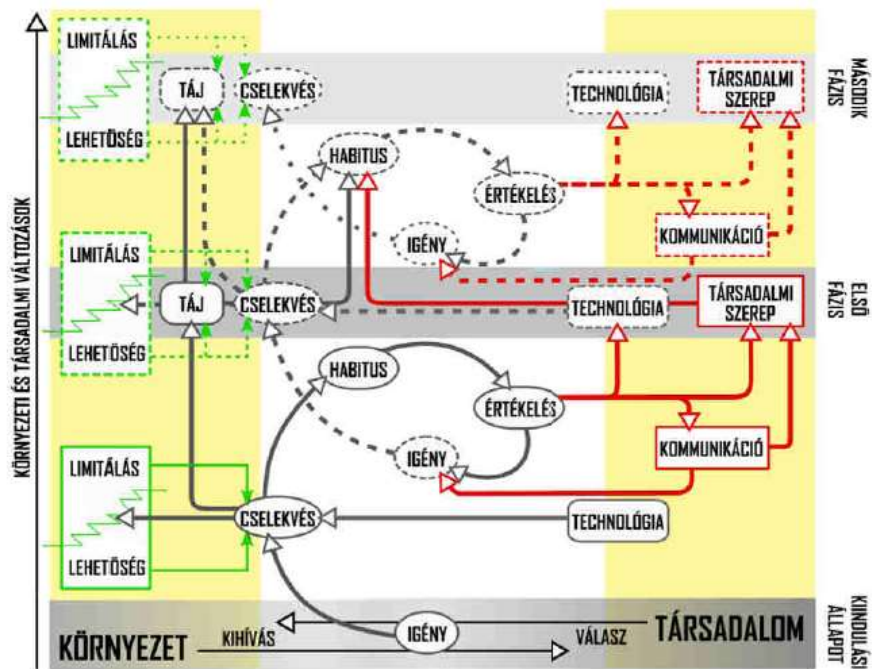 LIMITÁLÁS
TÁJ
CSELEKVÉS
TECHNOLÓGIA
TÁRSADALMI
SZEREP
MÁSODIK
FÁZIS
LEHETŐSÉG
HABITUS
ÉRTÉKELÉS
IGÉNY
KOMMUNIKÁCIÓ
LIMITÁLÁS
TÁJ
CSELEKVÉS
TECHNOLÓGIA
TÁRSADALMI
SZEREP
ELSŐ
FÁZIS
LEHETŐSÉG
HABITUS
ÉRTÉKELÉS
IGÉNY
KOMMUNIKÁCIÓ
LIMITÁLÁS
CSELEKVÉS
TECHNOLÓGIA
LEHETŐSÉG
KÖRNYEZETI ÉS TÁRSADALMI VÁLTOZÁSOK
KÖRNYEZET
KIHÍVÁS
IGÉNY
VÁLASZ
TÁRSADALOM
KIINDULÁSI
ÁLLAPOT